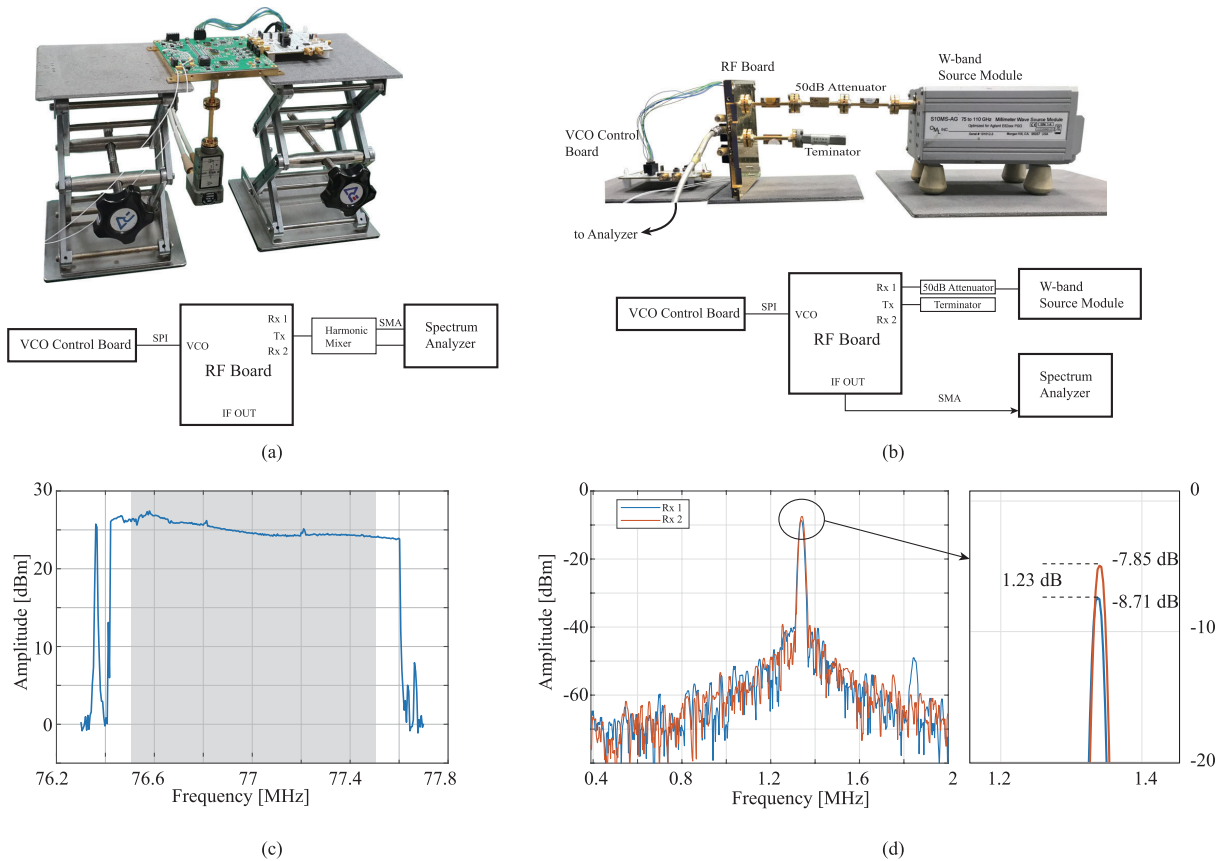 RF Board
W-band
Source Module
50dB Attenuator
VCO Control
Board
Teminator
to Analyzer
S10MS-AG 75 to 110 GHz Millimeter Wave Source Module
VCO Control Board
SPI
VCO
Rx 1
Tx
Rx 2
RF Board
IF OUT
Harmonic
Mixer
SMA
Spectrum
Analyzer
(a)
VCO Control Board
SPI
VCO
Rx 1
Tx
Rx 2
RF Board
IF OUT
50dB Attenuator
Terminator
W-band
Source Module
SMA
Spectrum
Analyzer
(b)
30
20
10
0
Amplitude [dBm]
76.2
76.6
77
77.4
77.8
Frequency [MHz]
(c)
0
-20
-40
-60
Amplitude [dBm]
Rx 1
Rx 2
0.4
0.8
1.2
1.6
2
Frequency [MHz]
1.23 dB
-7.85 dB
-8.71 dB
0
-10
-20
1.2
1.4
(d)